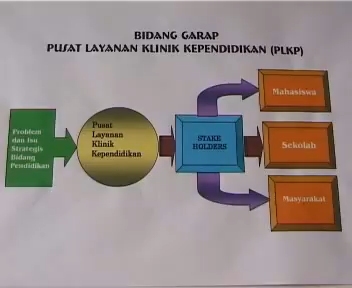 BIDANG GARAP
PUSAT LAYANAN KLINIK KEPENDIDIKAN (PLKP)
Problem
dan Isu
Strategis
Bidang
Pendidikan
Pusat
Layanan
Klinik
Kependidikan
STAKE
HOLDERS
Mahasiswa
Sekolah
Masyarakat